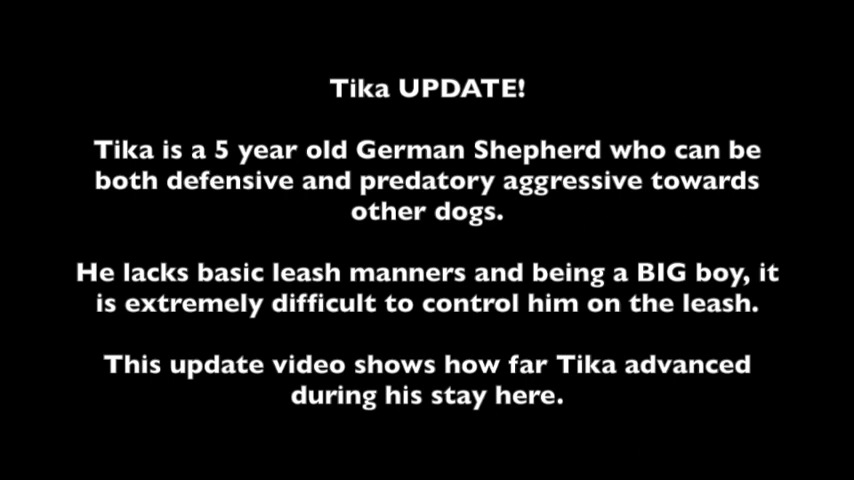 Tika UPDATE!
Tika is a 5 year old German Shepherd who can be
both defensive and predatory aggressive towards
other dogs.
He lacks basic leash manners and being a BIG boy, it
is extremely difficult to control him on the leash.
This update video shows how far Tika advanced
during his stay here.